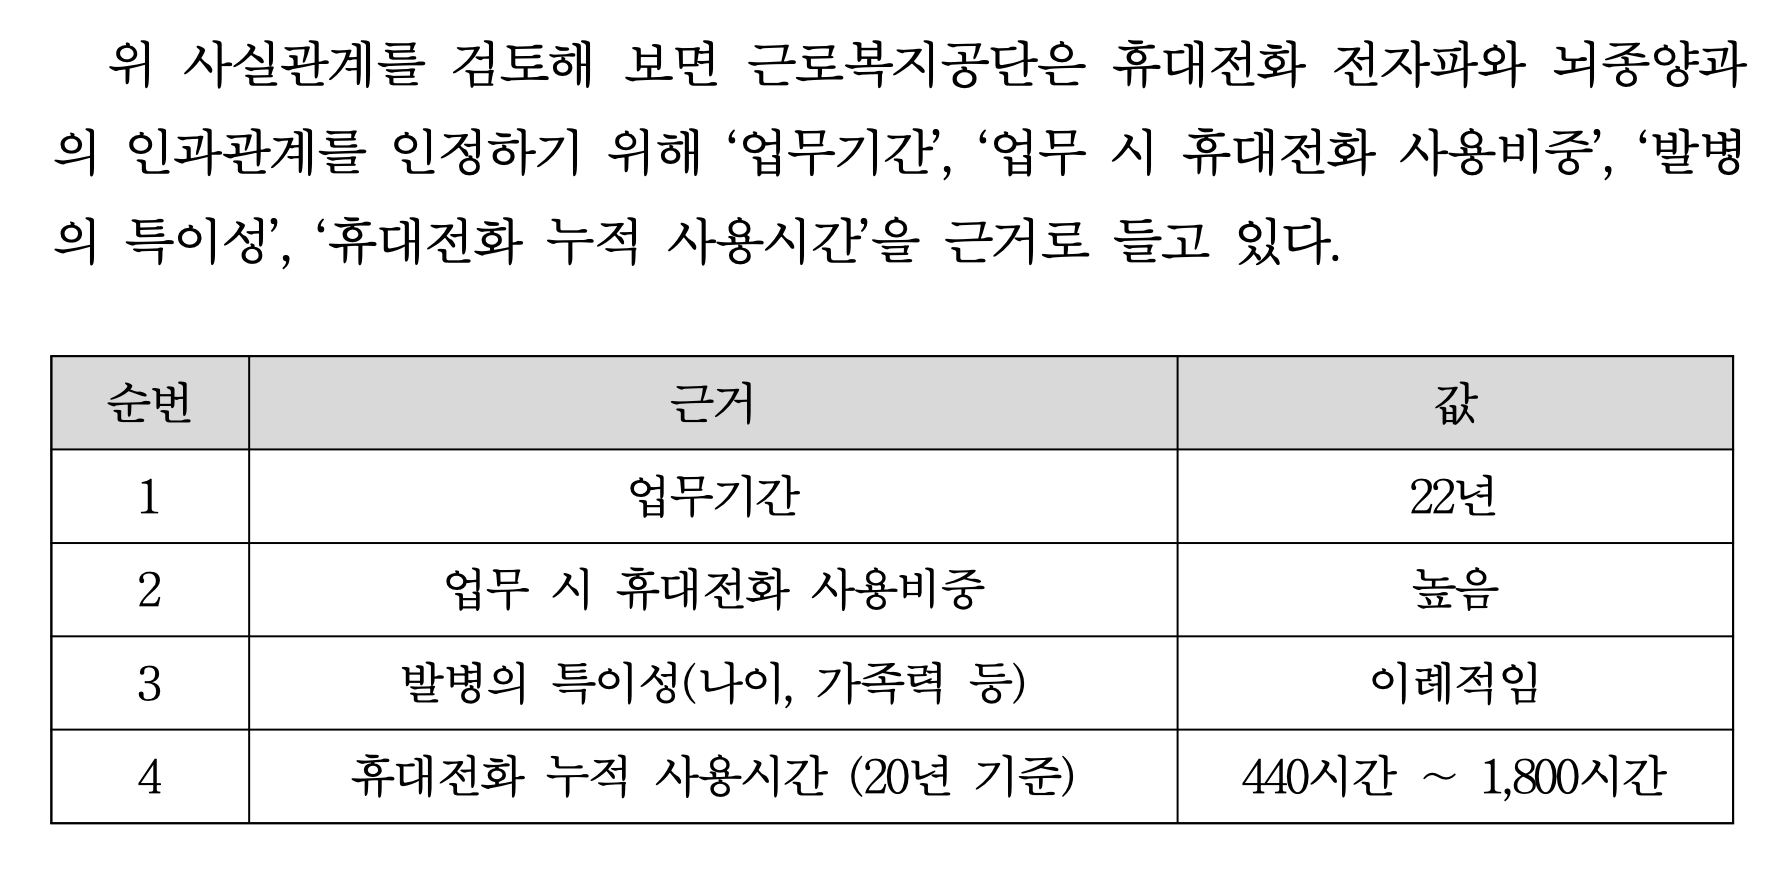 위 사실관계를 검토해 보면 근로복지공단은 휴대전화 전자파와 뇌종양과
의 인과관계를 인정하기 위해 ‘업무기간’, ‘업무 시 휴대전화 사용비중’, ‘발병
의 특이성’, ‘휴대전화 누적 사용시간’을 근거로 들고 있다.
순번 근거 값
1 업무기간 22년
2 업무 시 휴대전화 사용비중 높음
3 발병의 특이성(나이, 가족력 등) 이례적임
4 휴대전화 누적 사용시간 (20년 기준) 440시간 ~ 1,800시간